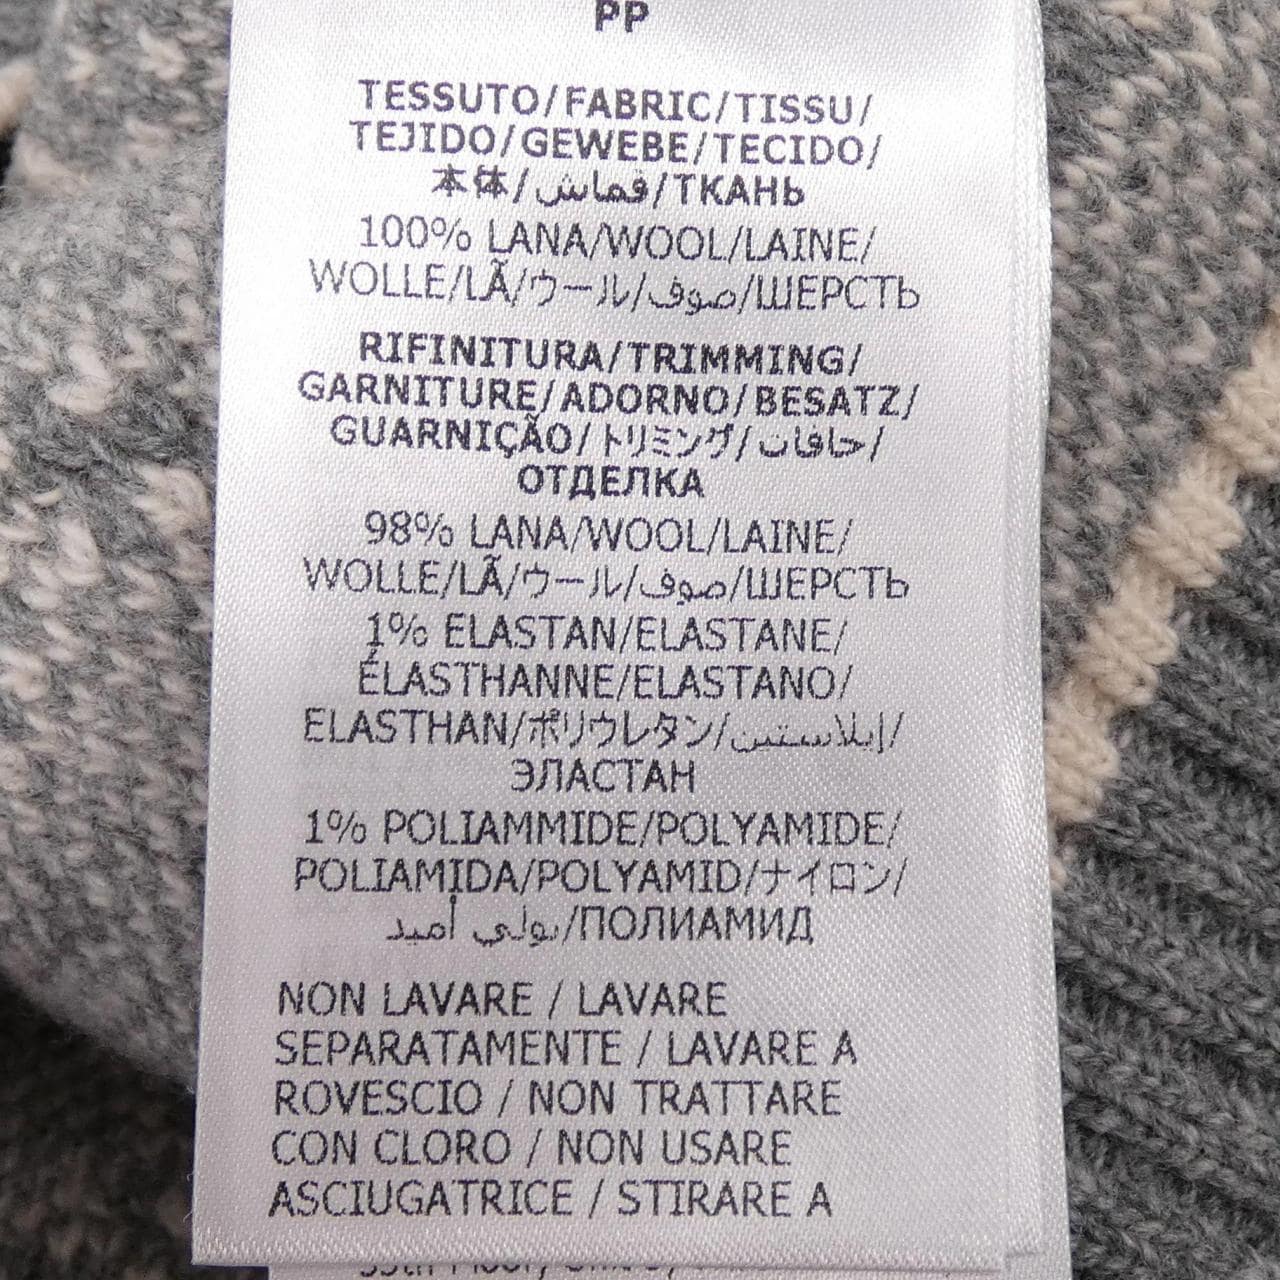 PP
TESSUTO/FABRIC/TISSU/
TEJIDO/GEWEBE/TECIDO/
本体/قماش/ТКАНЬ
100% LANA/WOOL/LAINE/
WOLLE/LÃ/ウール/صوف/ШЕРСТЬ
RIFINITURA/TRIMMING/
GARNITURE/ADORNO/BESATZ/
GUARNIÇÃO/トリミング/حافات/
ОТДЕЛКА
98% LANA/WOOL/LAINE/
WOLLE/LÃ/ウール/صوف/ШЕРСТЬ
1% ELASTAN/ELASTANE/
ÉLASTHANNE/ELASTANO/
ELASTHAN/ポリウレタン/إيلاستين/
ЭЛАСТАН
1% POLIAMMIDE/POLYAMIDE/
POLIAMIDA/POLYAMID/ナイロン/
بولي أميد/ПОЛИАМИД
NON LAVARE / LAVARE
SEPARATAMENTE / LAVARE A
ROVESCIO / NON TRATTARE
CON CLORO / NON USARE
ASCIUGATRICE / STIRARE A